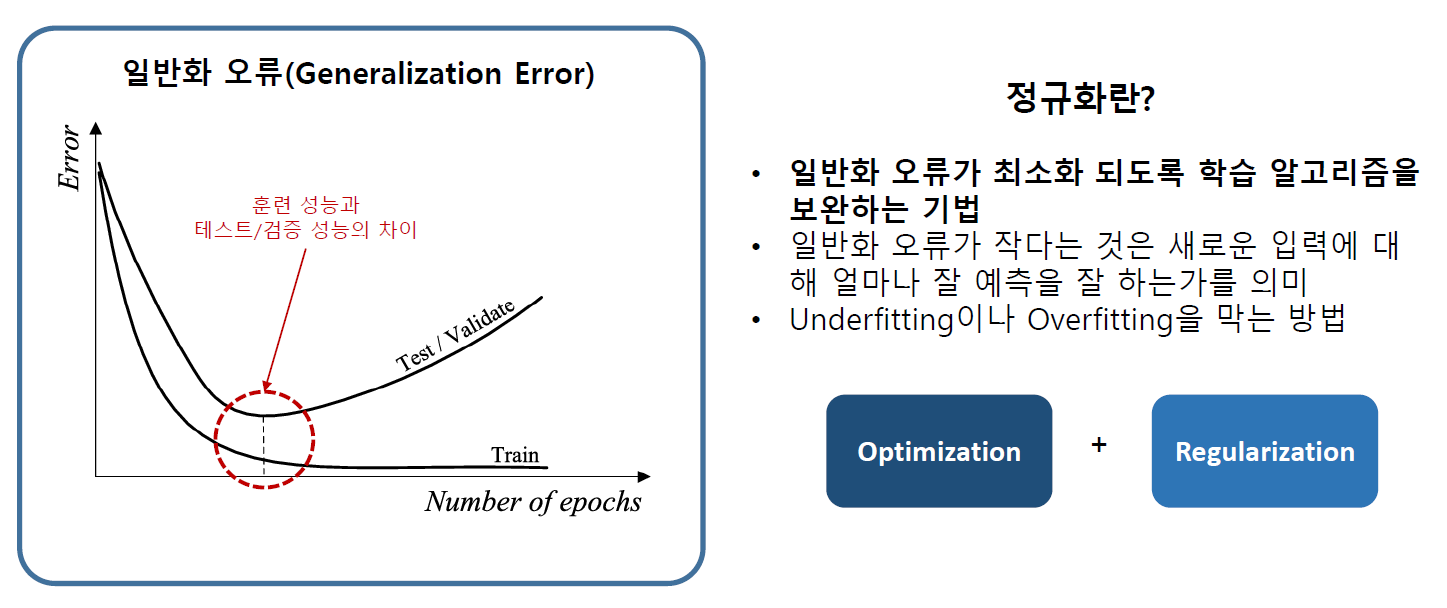 일반화 오류(Generalization Error)
Error
훈련 성능과
테스트/검증 성능의 차이
Test / Validate
Train
Number of epochs
정규화란?
• 일반화 오류가 최소화 되도록 학습 알고리즘을
보완하는 기법
• 일반화 오류가 작다는 것은 새로운 입력에 대
해 얼마나 잘 예측을 잘 하는가를 의미
• Underfitting이나 Overfitting을 막는 방법
Optimization
+
Regularization